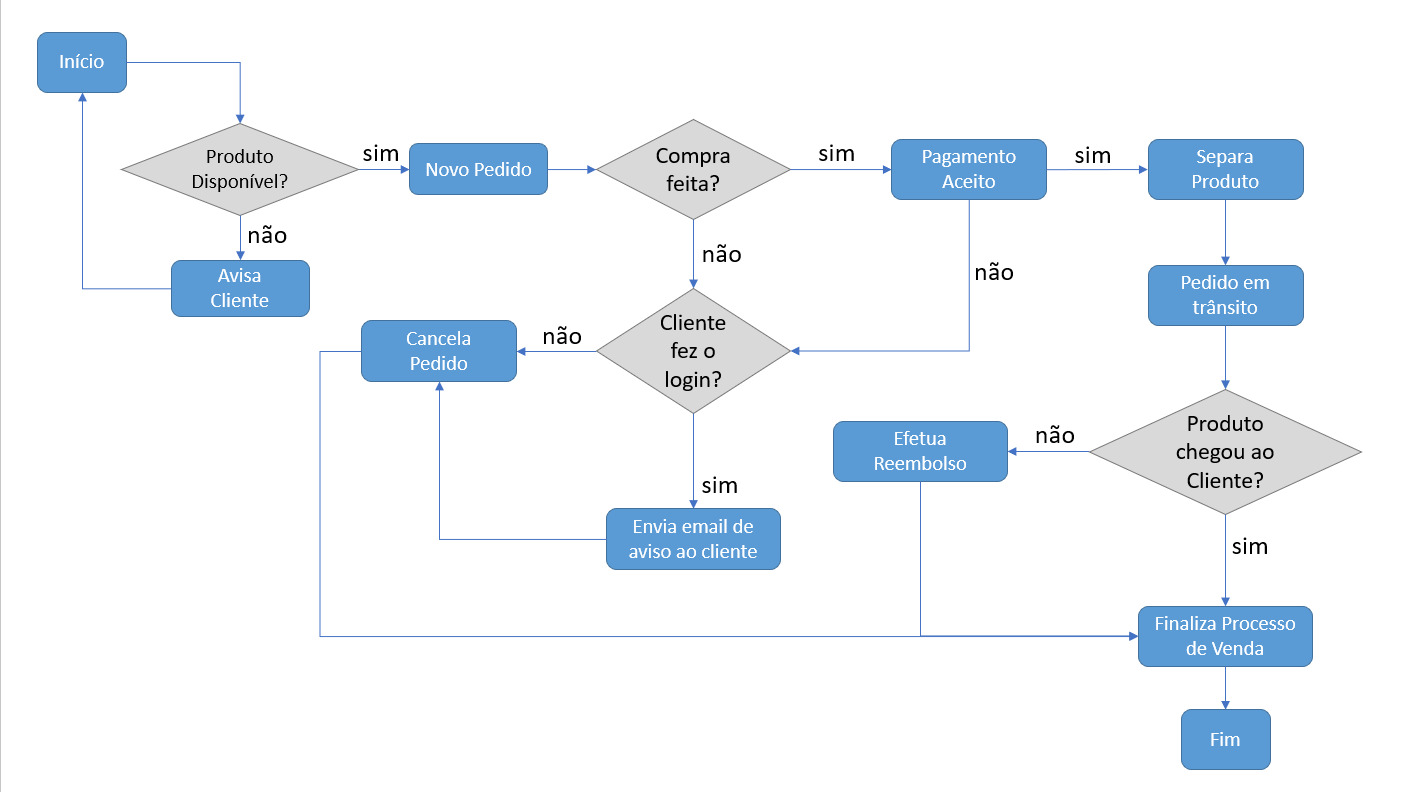 Início
Produto
Disponível?
sim
Novo Pedido
Compra
feita?
sim
Pagamento
Aceito
sim
Separa
Produto
não
Avisa
Cliente
não
não
Pedido em
trânsito
Cliente
fez o
login?
não
Cancela
Pedido
sim
Envia email de
aviso ao cliente
Produto
chegou ao
Cliente?
não
Efetua
Reembolso
sim
Finaliza Processo
de Venda
Fim